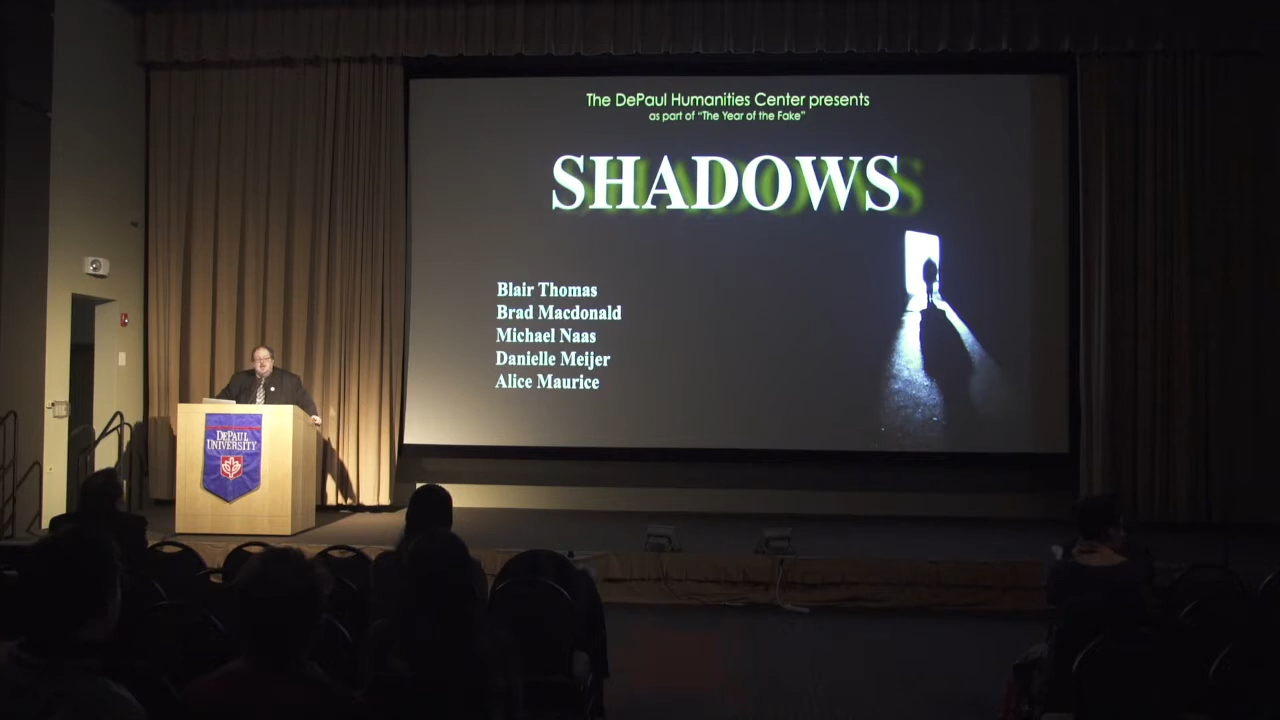 The DePaul Humanities Center presents
as part of "The Year of the Fake"
SHADOWS
Blair Thomas
Brad Macdonald
Michael Naas
Danielle Meijer
Alice Maurice
DEPAUL
UNIVERSITY